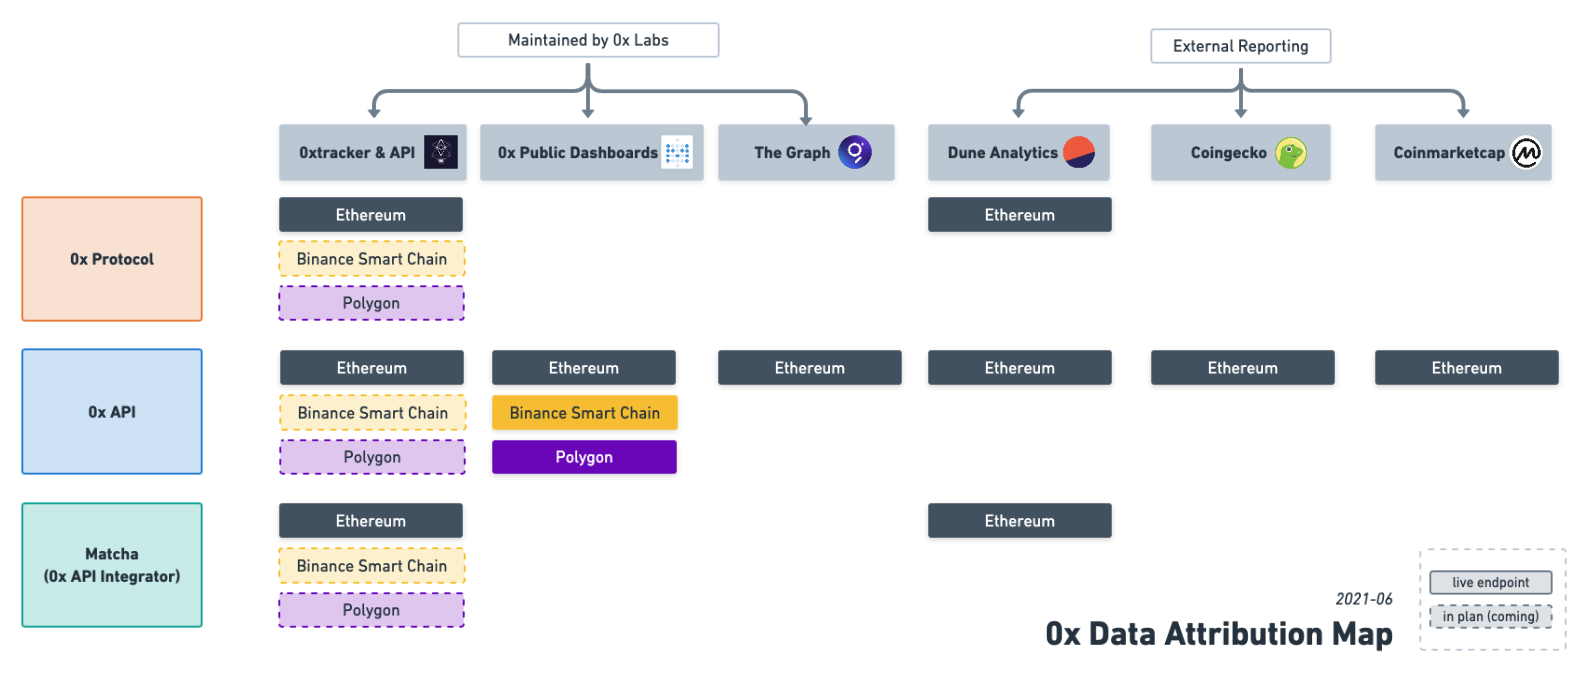 Maintained by 0x Labs
External Reporting
0xtracker & API
0x Public Dashboards
The Graph
Dune Analytics
Coingecko
Coinmarketcap
0x Protocol
Ethereum
Ethereum
Binance Smart Chain
Polygon
0x API
Ethereum
Ethereum
Ethereum
Ethereum
Ethereum
Ethereum
Binance Smart Chain
Binance Smart Chain
Polygon
Polygon
Matcha
(0x API Integrator)
Ethereum
Ethereum
Binance Smart Chain
Polygon
2021-06
0x Data Attribution Map
live endpoint
in plan (coming)